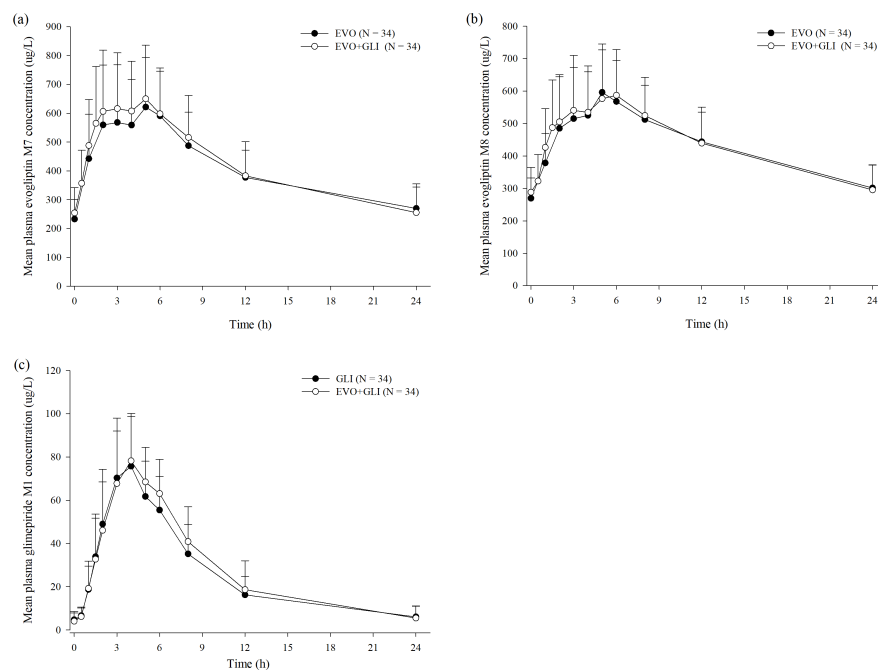 (a)
EVO (N = 34)
EVO+GLI (N = 34)
Mean plasma evogliptin M7 concentration (ug/L)
900
800
700
600
500
400
300
200
100
0
0 3 6 9 12 15 18 21 24
Time (h)
(b)
EVO (N = 34)
EVO+GLI (N = 34)
Mean plasma evogliptin M8 concentration (ug/L)
800
700
600
500
400
300
200
100
0
0 3 6 9 12 15 18 21 24
Time (h)
(c)
GLI (N = 34)
EVO+GLI (N = 34)
Mean plasma glimepiride M1 concentration (ug/L)
120
100
80
60
40
20
0
0 3 6 9 12 15 18 21 24
Time (h)